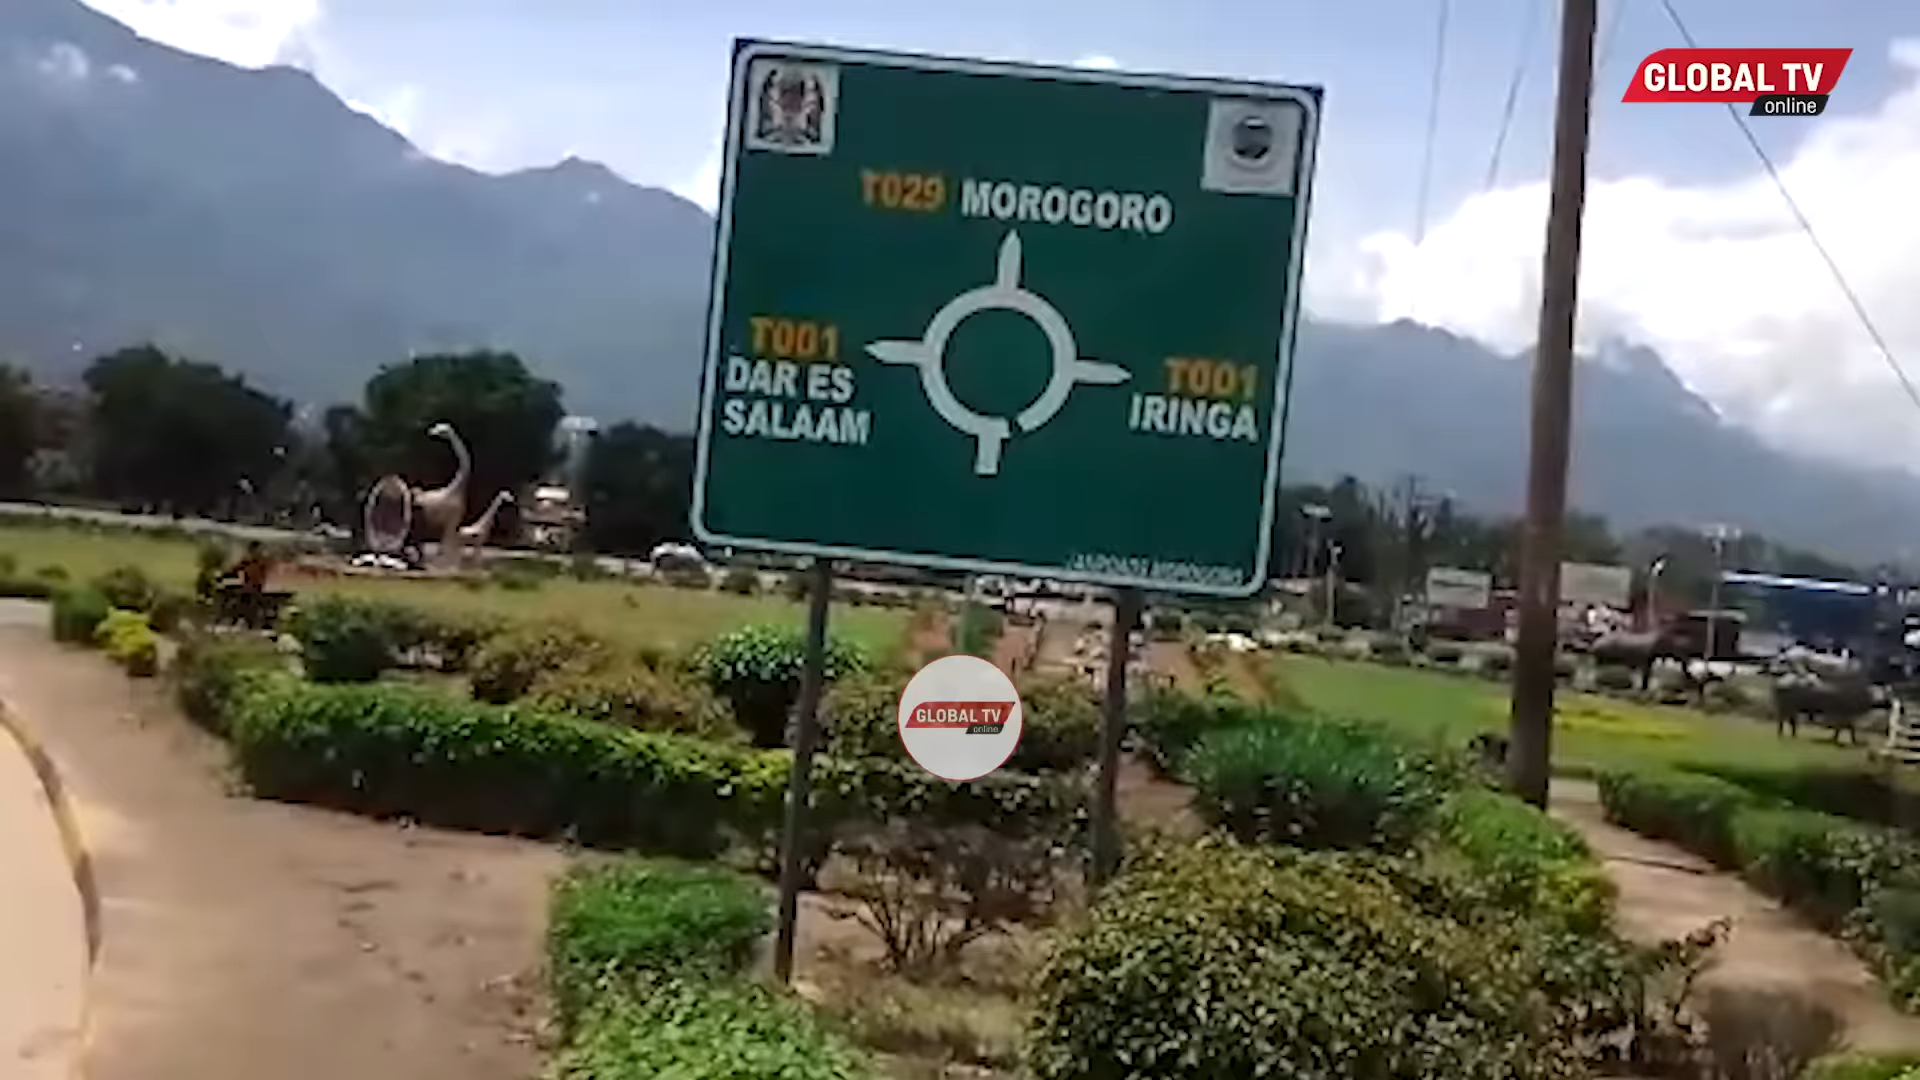 GLOBAL TV
online
T029 MOROGORO
T001
DAR ES
SALAAM
T001
IRINGA
GLOBAL TV
online